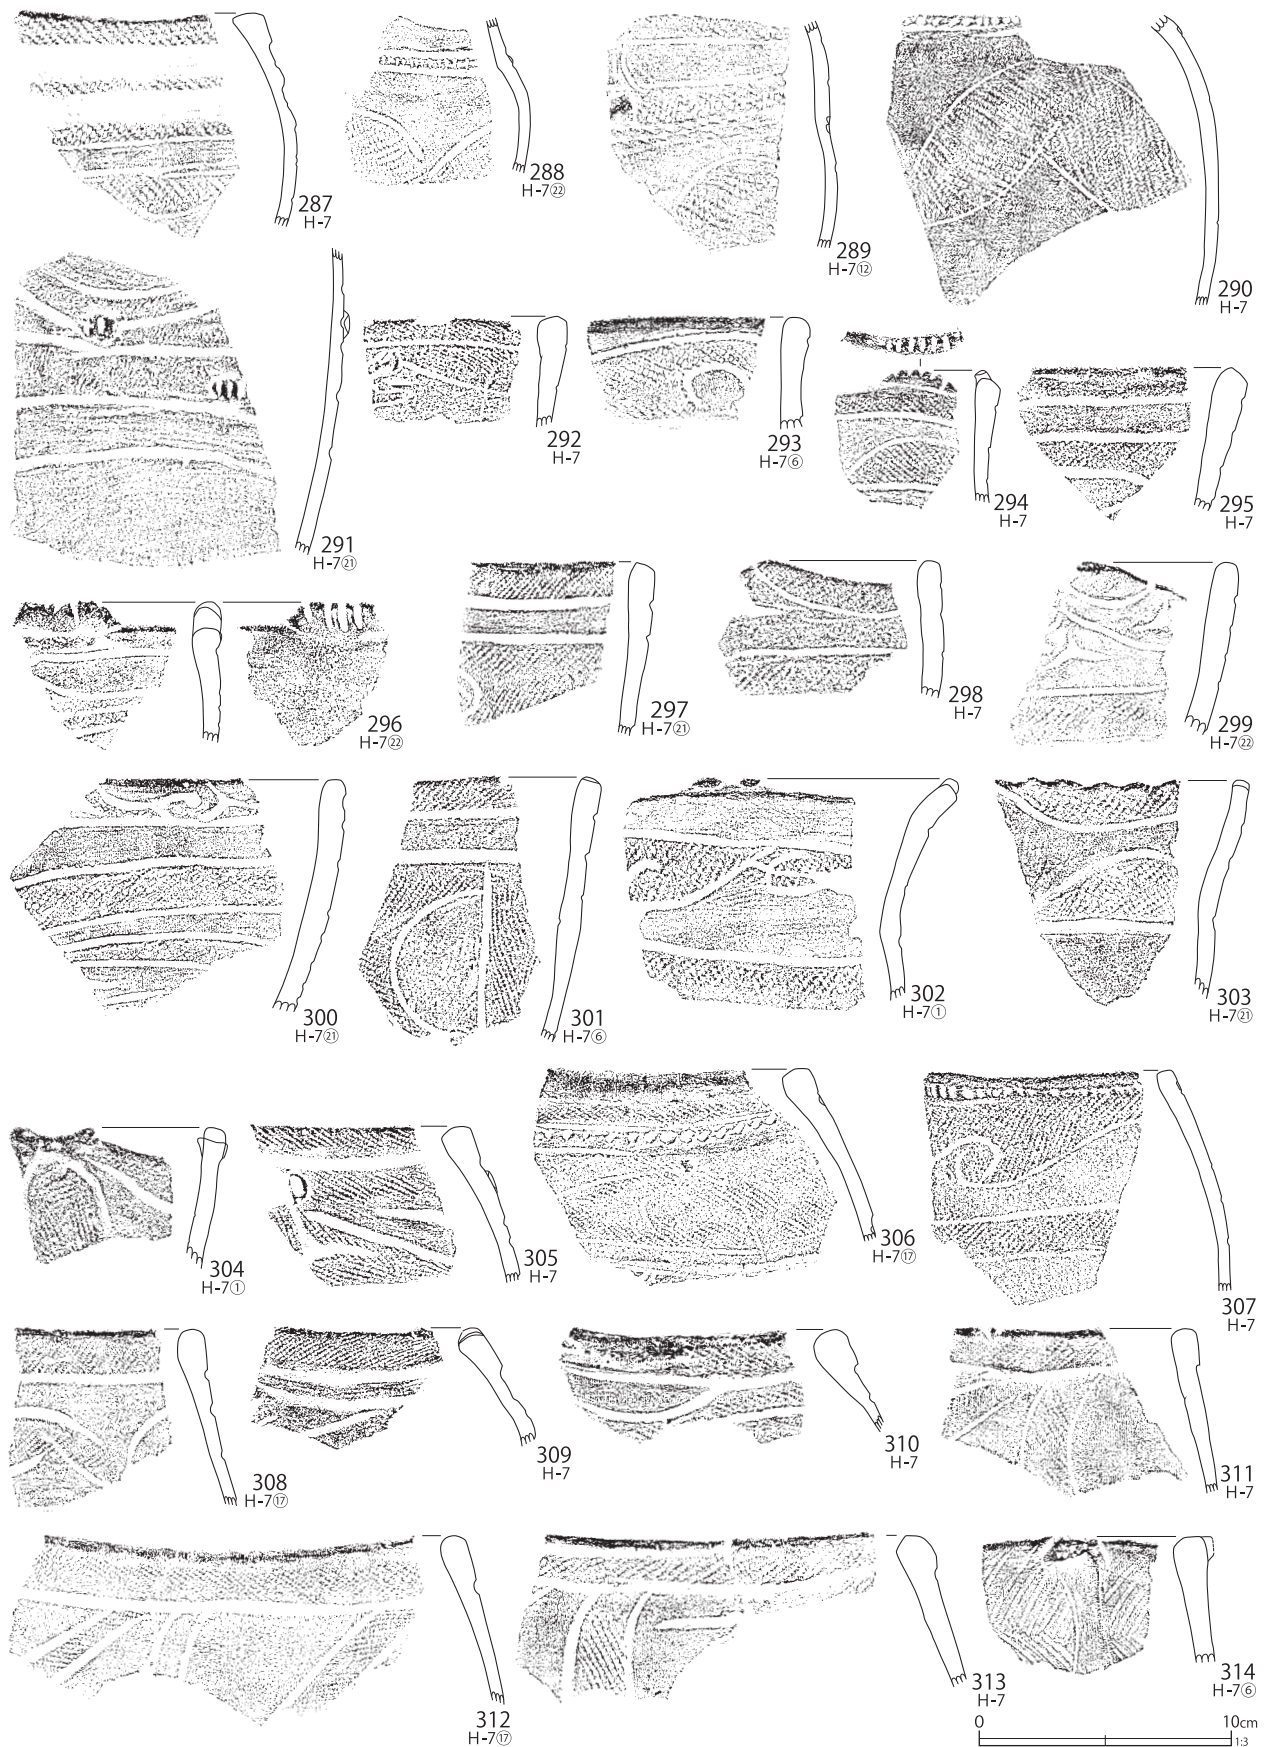 287
H-7
288
H-7㉒
289
H-7⑫
290
H-7
291
H-7㉑
292
H-7
293
H-7⑥
294
H-7
295
H-7
296
H-7㉒
297
H-7㉑
298
H-7
299
H-7㉒
300
H-7㉑
301
H-7⑥
302
H-7①
303
H-7㉑
304
H-7①
305
H-7
306
H-7⑰
307
H-7
308
H-7⑰
309
H-7
310
H-7
311
H-7
312
H-7⑰
313
H-7
314
H-7⑥
0 10cm
1:3